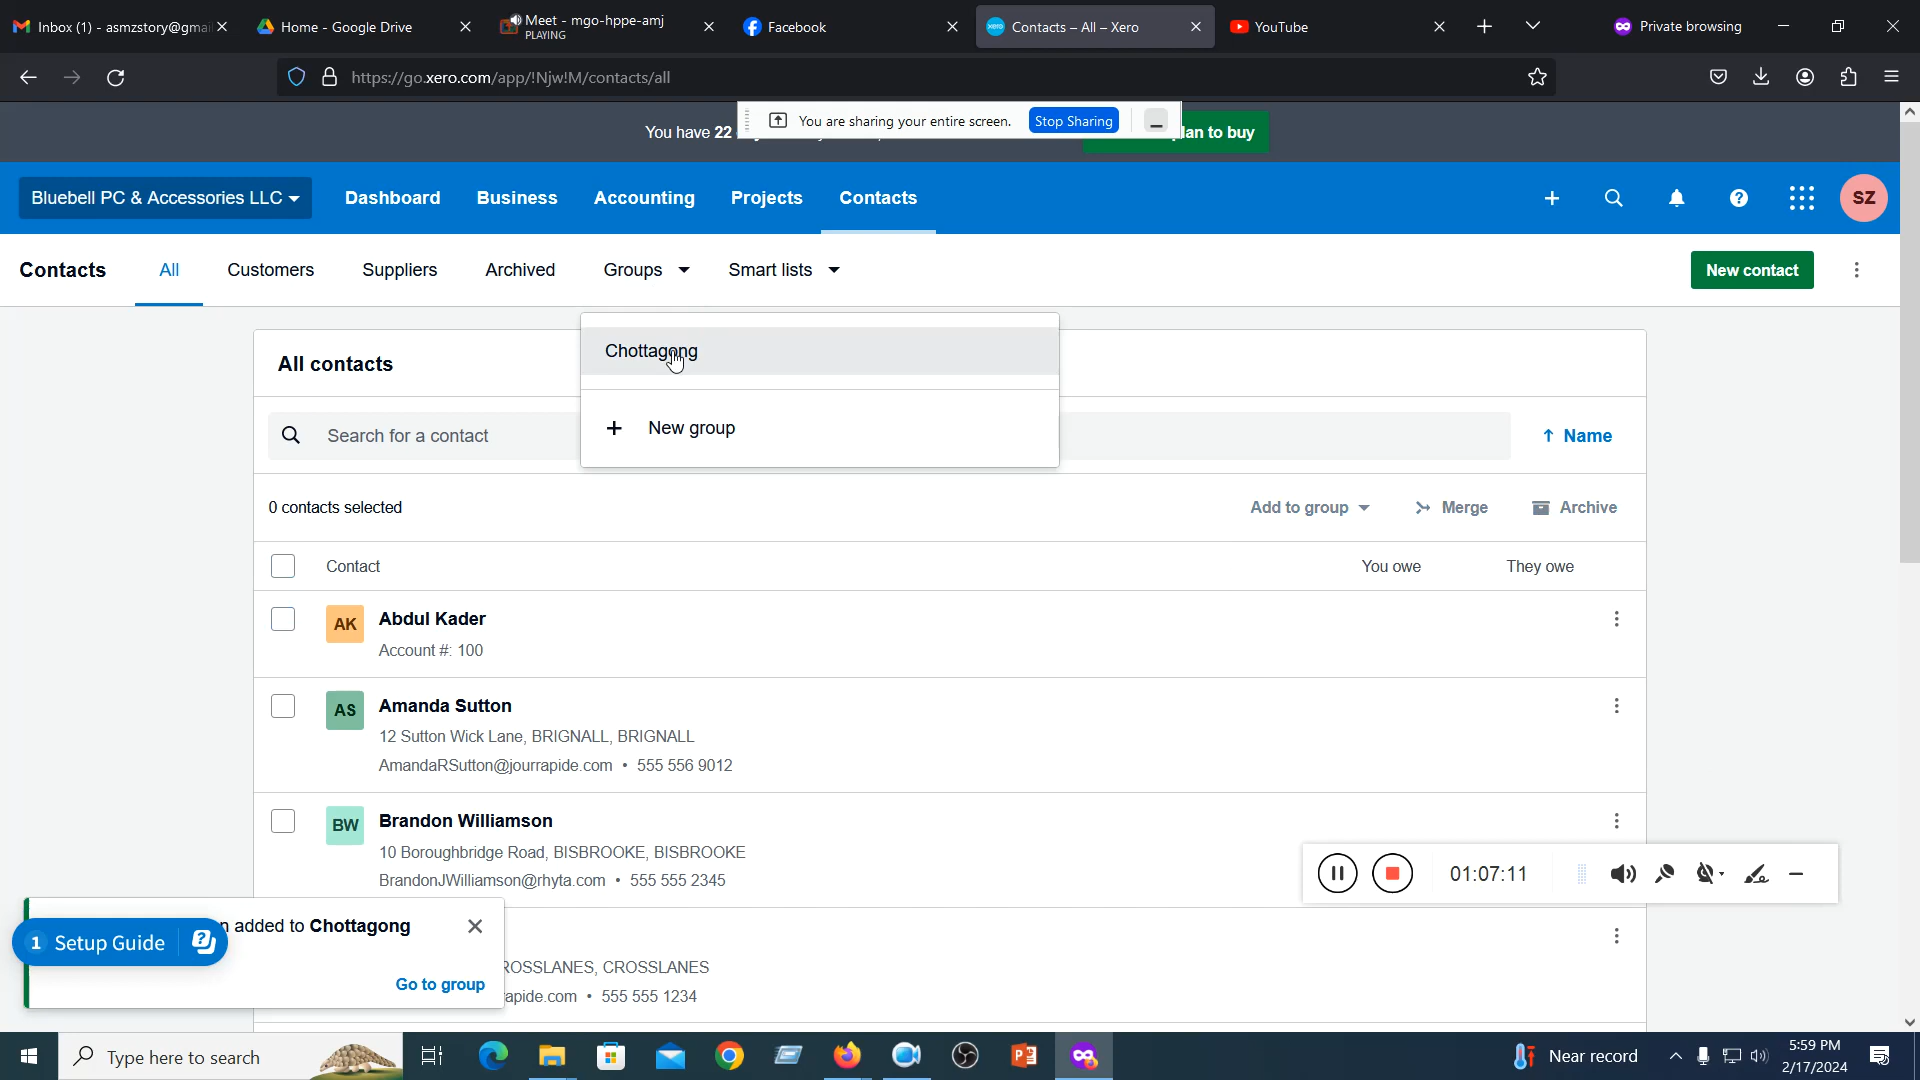 Inbox (1) - asmzstory@gmai
Home - Google Drive
Meet - mgo-hppe-amj
PLAYING
Facebook
Contacts – All – Xero
YouTube
Private browsing
https://go.xero.com/app/!Njw!M/contacts/all
You have 22
You are sharing your entire screen.
Stop Sharing
lan to buy
Bluebell PC & Accessories LLC
Dashboard
Business
Accounting
Projects
Contacts
SZ
Contacts
All
Customers
Suppliers
Archived
Groups
Smart lists
New contact
Chottagong
New group
All contacts
Search for a contact
Name
0 contacts selected
Add to group
Merge
Archive
Contact
You owe
They owe
AK
Abdul Kader
Account #: 100
AS
Amanda Sutton
12 Sutton Wick Lane, BRIGNALL, BRIGNALL
AmandaRSutton@jourrapide.com • 555 556 9012
BW
Brandon Williamson
10 Boroughbridge Road, BISBROOKE, BISBROOKE
BrandonJWilliamson@rhyta.com • 555 555 2345
01:07:11
n added to Chottagong
1 Setup Guide
Go to group
ROSSLANES, CROSSLANES
apide.com • 555 555 1234
Type here to search
Near record
5:59 PM
2/17/2024